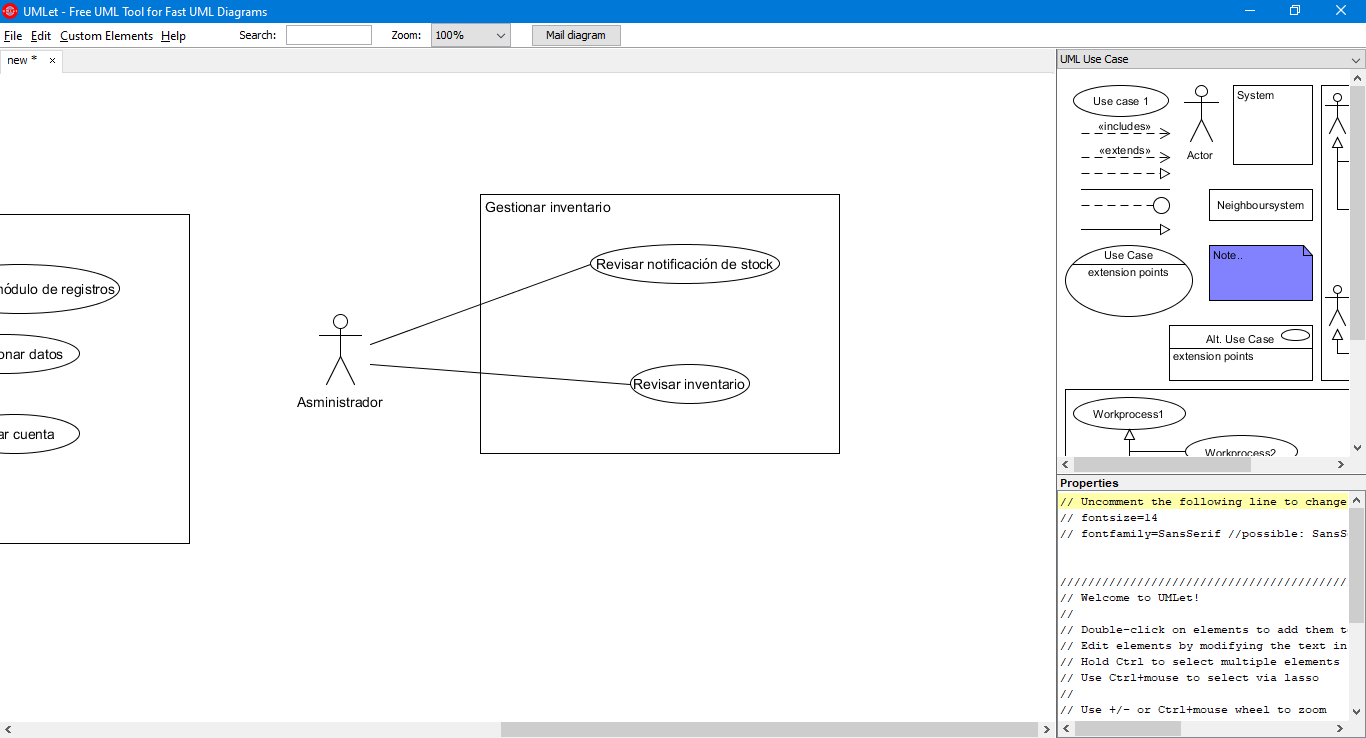 UMLet - Free UML Tool for Fast UML Diagrams
File Edit Custom Elements Help Search: Zoom: 100% Mail diagram
new *
módulo de registros
onar datos
ar cuenta
Asministrador
Gestionar inventario
Revisar notificación de stock
Revisar inventario
UML Use Case
Use case 1
«includes»
«extends»
Actor
System
Neighboursystem
Use Case
extension points
Note..
Alt. Use Case
extension points
Workprocess1
Workprocess2
Properties
// Uncomment the following line to change
// fontsize=14
// fontfamily=SansSerif //possible: SansS
/////////////////////////////////////////
// Welcome to UMLet!
//
// Double-click on elements to add them t
// Edit elements by modifying the text in
// Hold Ctrl to select multiple elements
// Use Ctrl+mouse to select via lasso
//
// Use +/- or Ctrl+mouse wheel to zoom